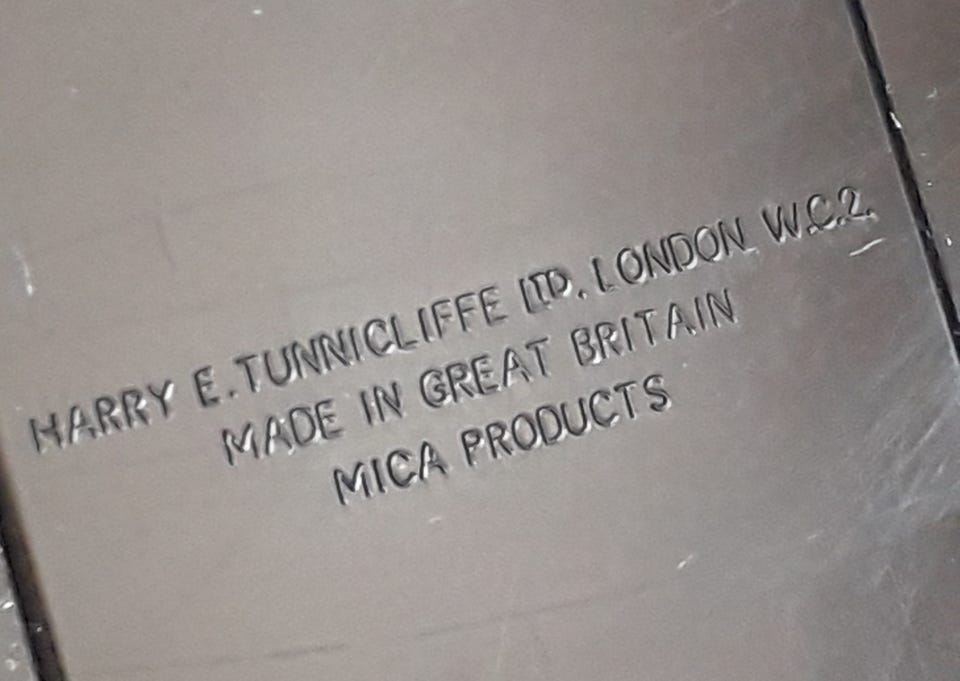 HARRY E. TUNNICLIFFE LTD. LONDON W.C.2.
MADE IN GREAT BRITAIN
MICA PRODUCTS